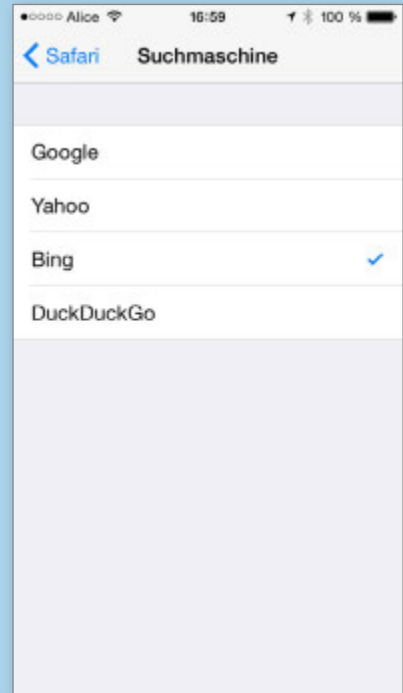 Alice 16:59 100 %
Safari Suchmaschine
Google
Yahoo
Bing
DuckDuckGo